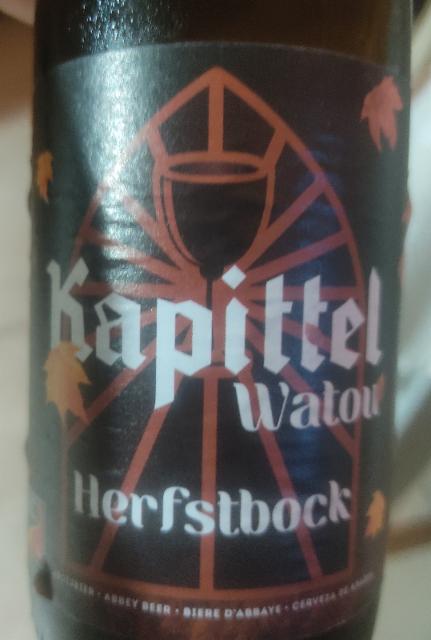 Kapittel
Watou
Herfstbock
• ABBEY BEER • BIERE D'ABBAYE • CERVEZA DE